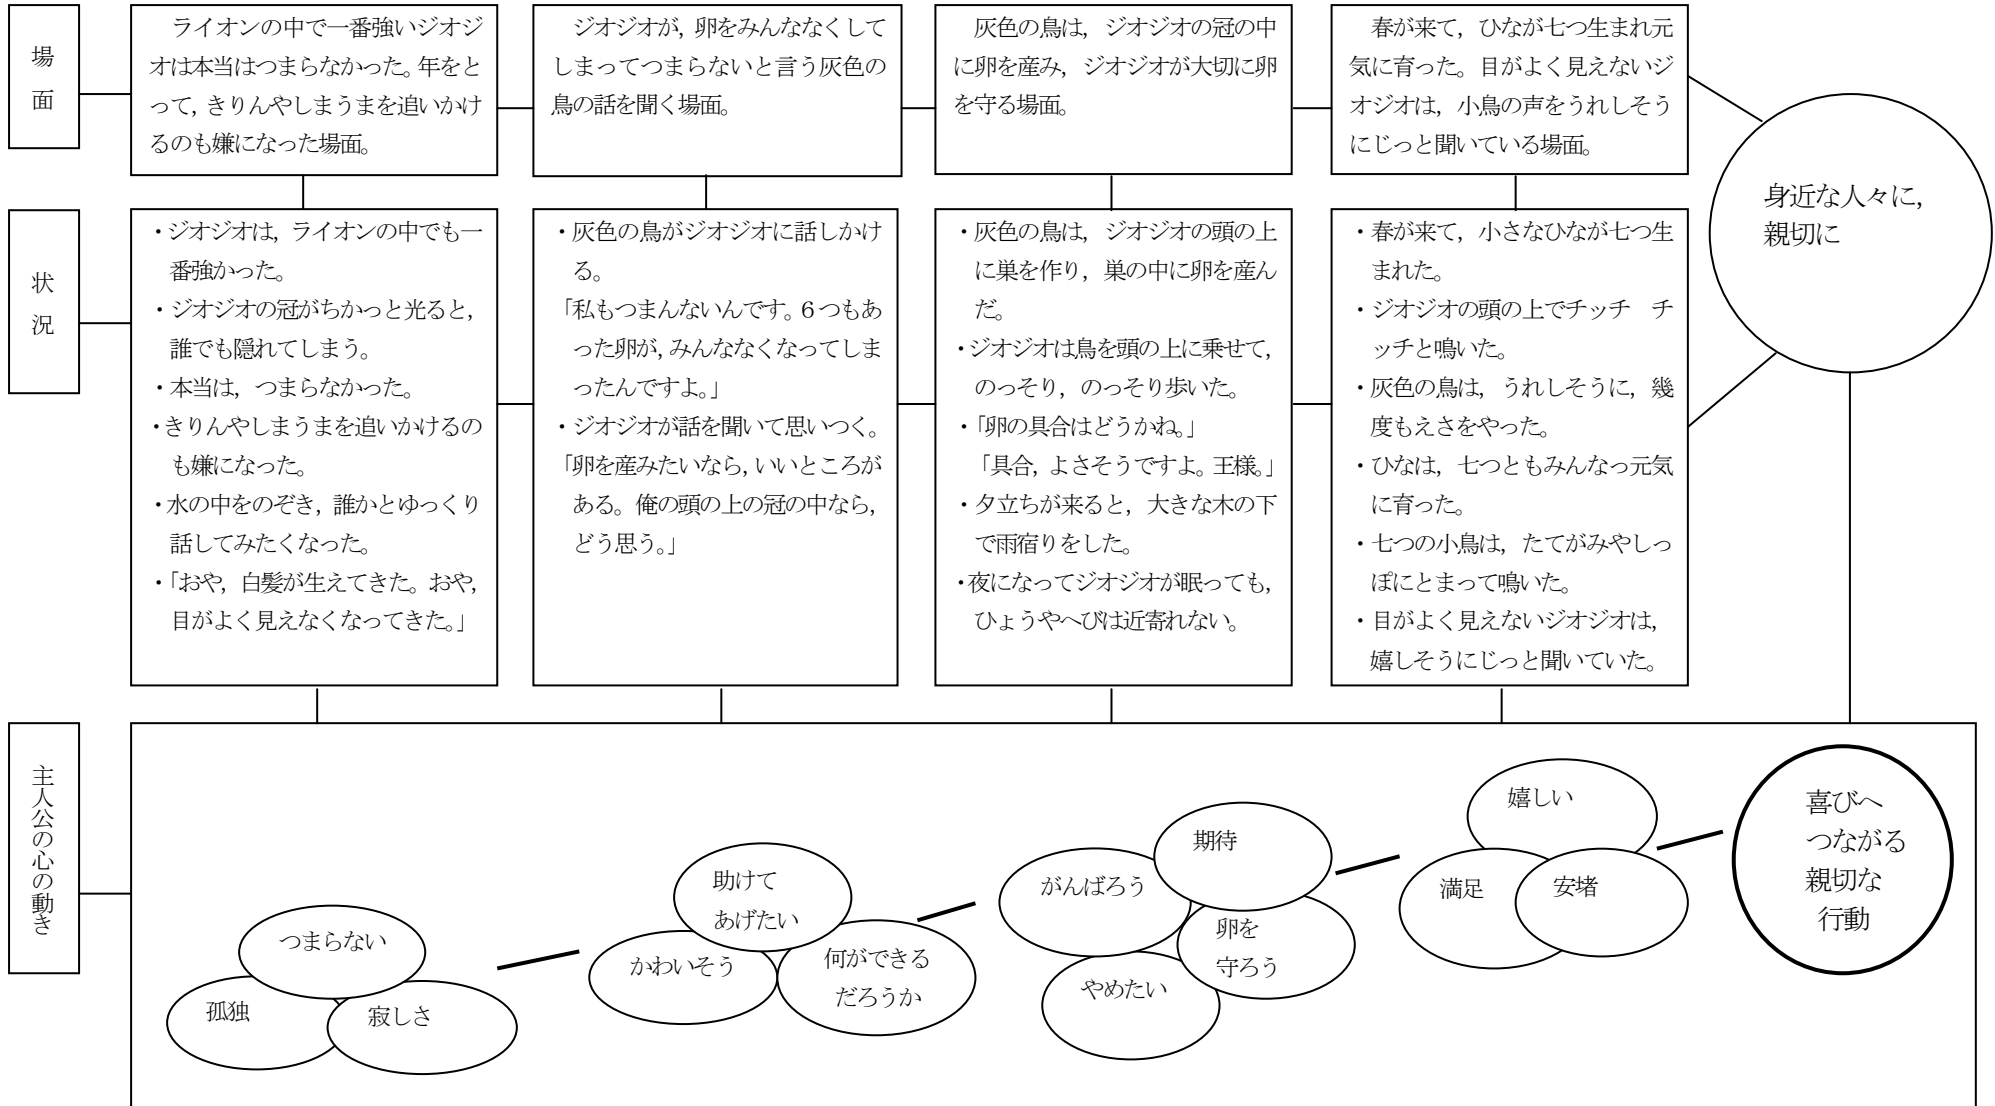 場
面
ライオンの中で一番強いジオジ
オは本当はつまらなかった。年をと
って，きりんやしまうまを追いかけ
るのも嫌になった場面。
ジオジオが，卵をみんななくして
しまってつまらないと言う灰色の
鳥の話を聞く場面。
灰色の鳥は，ジオジオの冠の中
に卵を産み，ジオジオが大切に卵
を守る場面。
春が来て，ひなが七つ生まれ元
気に育った。目がよく見えないジ
オジオは，小鳥の声をうれしそう
にじっと聞いている場面。
身近な人々に，
親切に
状
況
・ジオジオは，ライオンの中でも一
番強かった。
・ジオジオの冠がちかっと光ると，
誰でも隠れてしまう。
・本当は，つまらなかった。
・きりんやしまうまを追いかけるの
も嫌になった。
・水の中をのぞき，誰かとゆっくり
話してみたくなった。
・「おや，白髪が生えてきた。おや，
目がよく見えなくなってきた。」
・灰色の鳥がジオジオに話しかけ
る。
「私もつまんないんです。６つもあ
った卵が，みんななくなってしま
ったんですよ。」
・ジオジオが話を聞いて思いつく。
「卵を産みたいなら，いいところが
ある。俺の頭の上の冠の中なら，
どう思う。」
・灰色の鳥は，ジオジオの頭の上
に巣を作り，巣の中に卵を産ん
だ。
・ジオジオは鳥を頭の上に乗せて，
のっそり，のっそり歩いた。
・「卵の具合はどうかね。」
「具合，よさそうですよ。王様。」
・夕立ちが来ると，大きな木の下
で雨宿りをした。
・夜になってジオジオが眠っても，
ひょうやへびは近寄れない。
・春が来て，小さなひなが七つ生
まれた。
・ジオジオの頭の上でチッチ　チ
ッチと鳴いた。
・灰色の鳥は，うれしそうに，幾
度もえさをやった。
・ひなは，七つともみんなっ元気
に育った。
・七つの小鳥は，たてがみやしっ
ぽにとまって鳴いた。
・目がよく見えないジオジオは，
嬉しそうにじっと聞いていた。
主人公の心の動き
つまらない
孤独
寂しさ
助けて
あげたい
かわいそう
何ができる
だろうか
期待
がんばろう
卵を
守ろう
やめたい
嬉しい
満足
安堵
喜びへ
つながる
親切な
行動